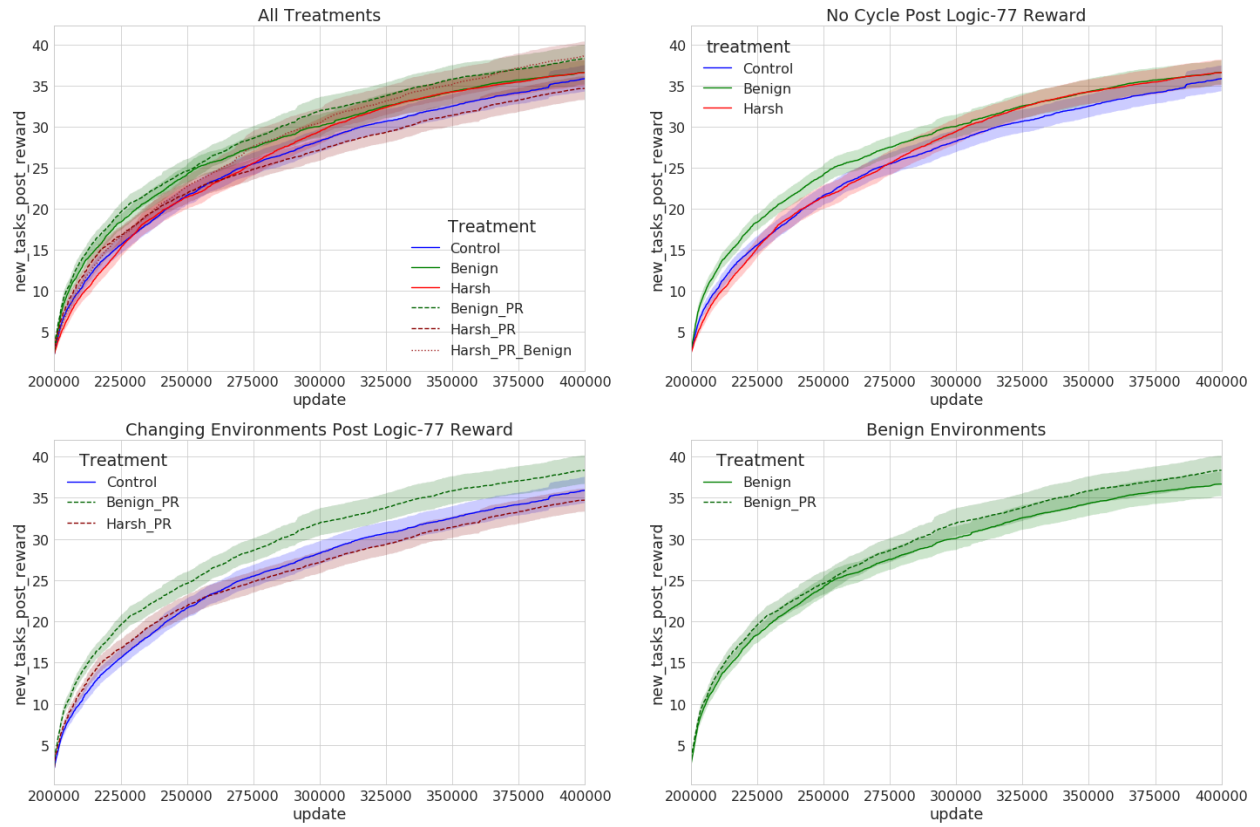 All Treatments
new_tasks_post_reward
40
35
30
25
20
15
10
5
Treatment
Control
Benign
Harsh
Benign_PR
Harsh_PR
Harsh_PR_Benign
200000 225000 250000 275000 300000 325000 350000 375000 400000
update
No Cycle Post Logic-77 Reward
new_tasks_post_reward
40
35
30
25
20
15
10
5
treatment
Control
Benign
Harsh
200000 225000 250000 275000 300000 325000 350000 375000 400000
update
Changing Environments Post Logic-77 Reward
new_tasks_post_reward
40
35
30
25
20
15
10
5
Treatment
Control
Benign_PR
Harsh_PR
200000 225000 250000 275000 300000 325000 350000 375000 400000
update
Benign Environments
new_tasks_post_reward
40
35
30
25
20
15
10
5
Treatment
Benign
Benign_PR
200000 225000 250000 275000 300000 325000 350000 375000 400000
update